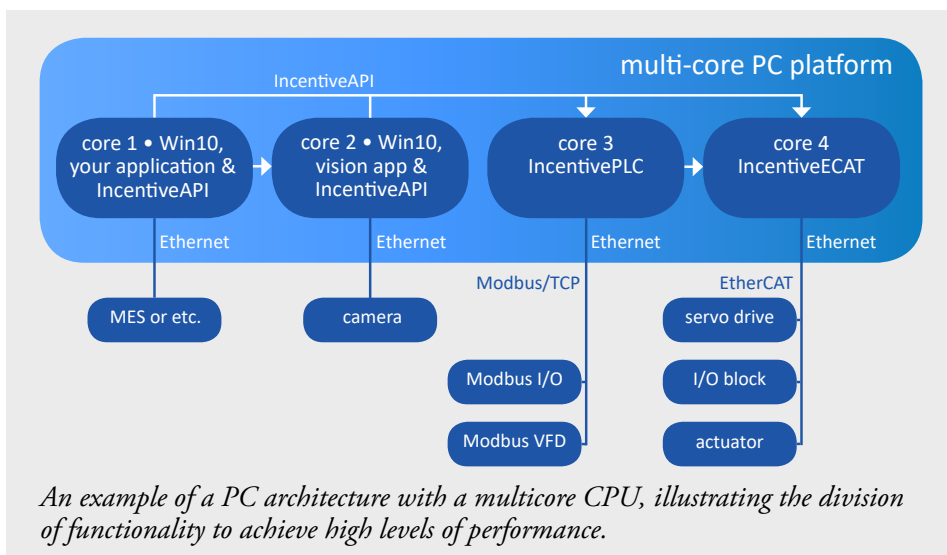 multi-core PC platform
IncentiveAPI
core 1 • Win10,
your application &
IncentiveAPI
core 2 • Win10,
vision app &
IncentiveAPI
core 3
IncentivePLC
core 4
IncentiveECAT
Ethernet
Ethernet
Ethernet
Ethernet
Modbus/TCP
EtherCAT
MES or etc.
camera
servo drive
Modbus I/O
I/O block
Modbus VFD
actuator
An example of a PC architecture with a multicore CPU, illustrating the division
of functionality to achieve high levels of performance.